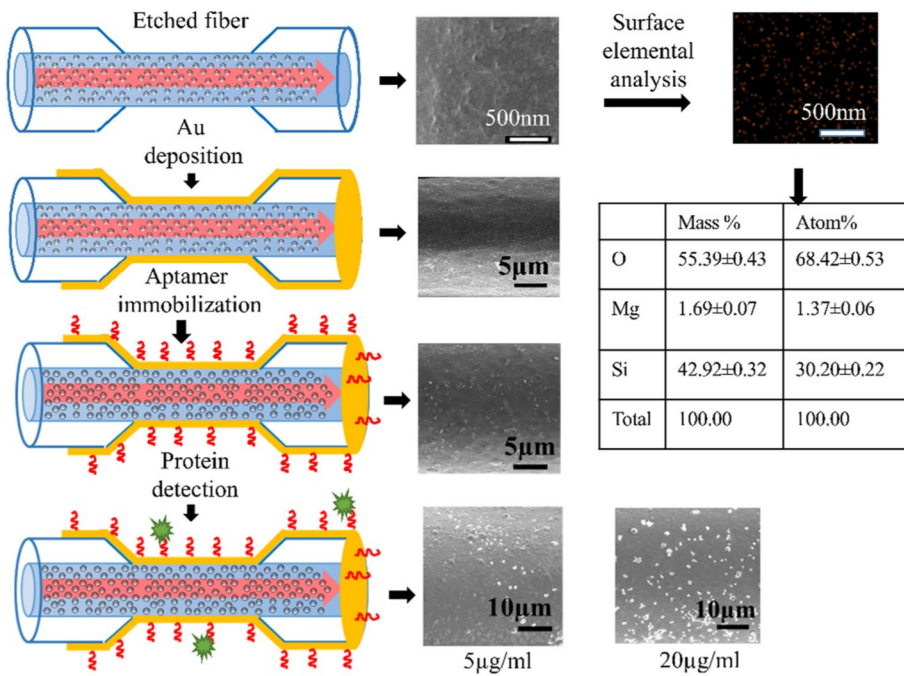 Etched fiber
Surface
elemental
analysis
500nm
500nm
Au
deposition
5μm
Mass % Atom%
O 55.39±0.43 68.42±0.53
Mg 1.69±0.07 1.37±0.06
Si 42.92±0.32 30.20±0.22
Total 100.00 100.00
Aptamer
immobilization
5μm
Protein
detection
10μm
10μm
5μg/ml
20μg/ml